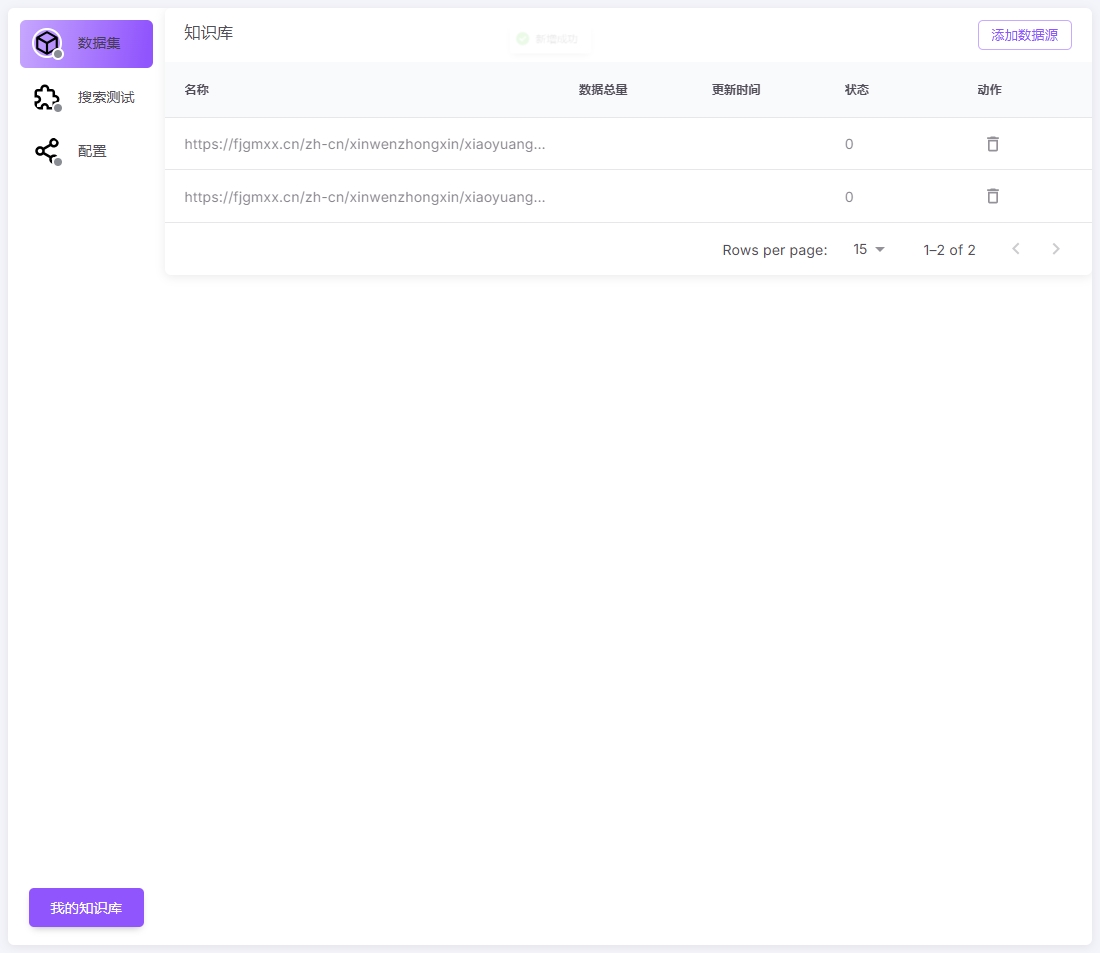 数据集
搜索测试
配置
知识库
新增成功
添加数据源
名称 数据总量 更新时间 状态 动作
https://fjgmxx.cn/zh-cn/xinwenzhongxin/xiaoyuang... 0
https://fjgmxx.cn/zh-cn/xinwenzhongxin/xiaoyuang... 0
Rows per page: 15 1–2 of 2
我的知识库